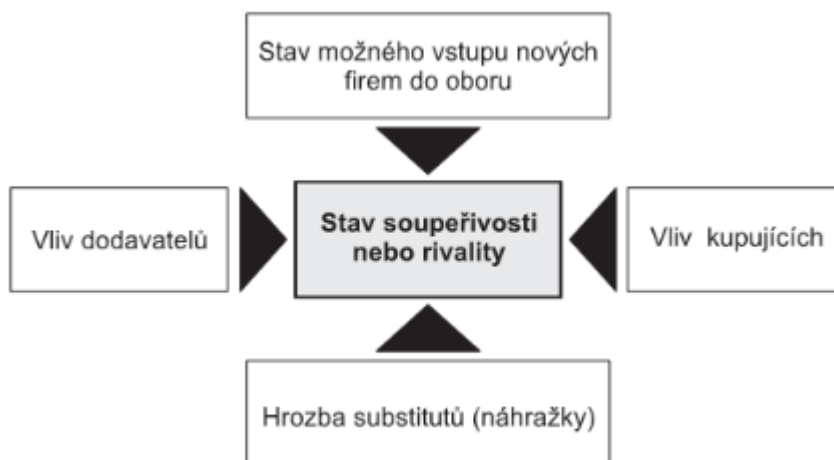 Stav možného vstupu nových
firem do oboru
Vliv dodavatelů
Stav soupeřivosti
nebo rivality
Vliv kupujících
Hrozba substitutů (náhražky)